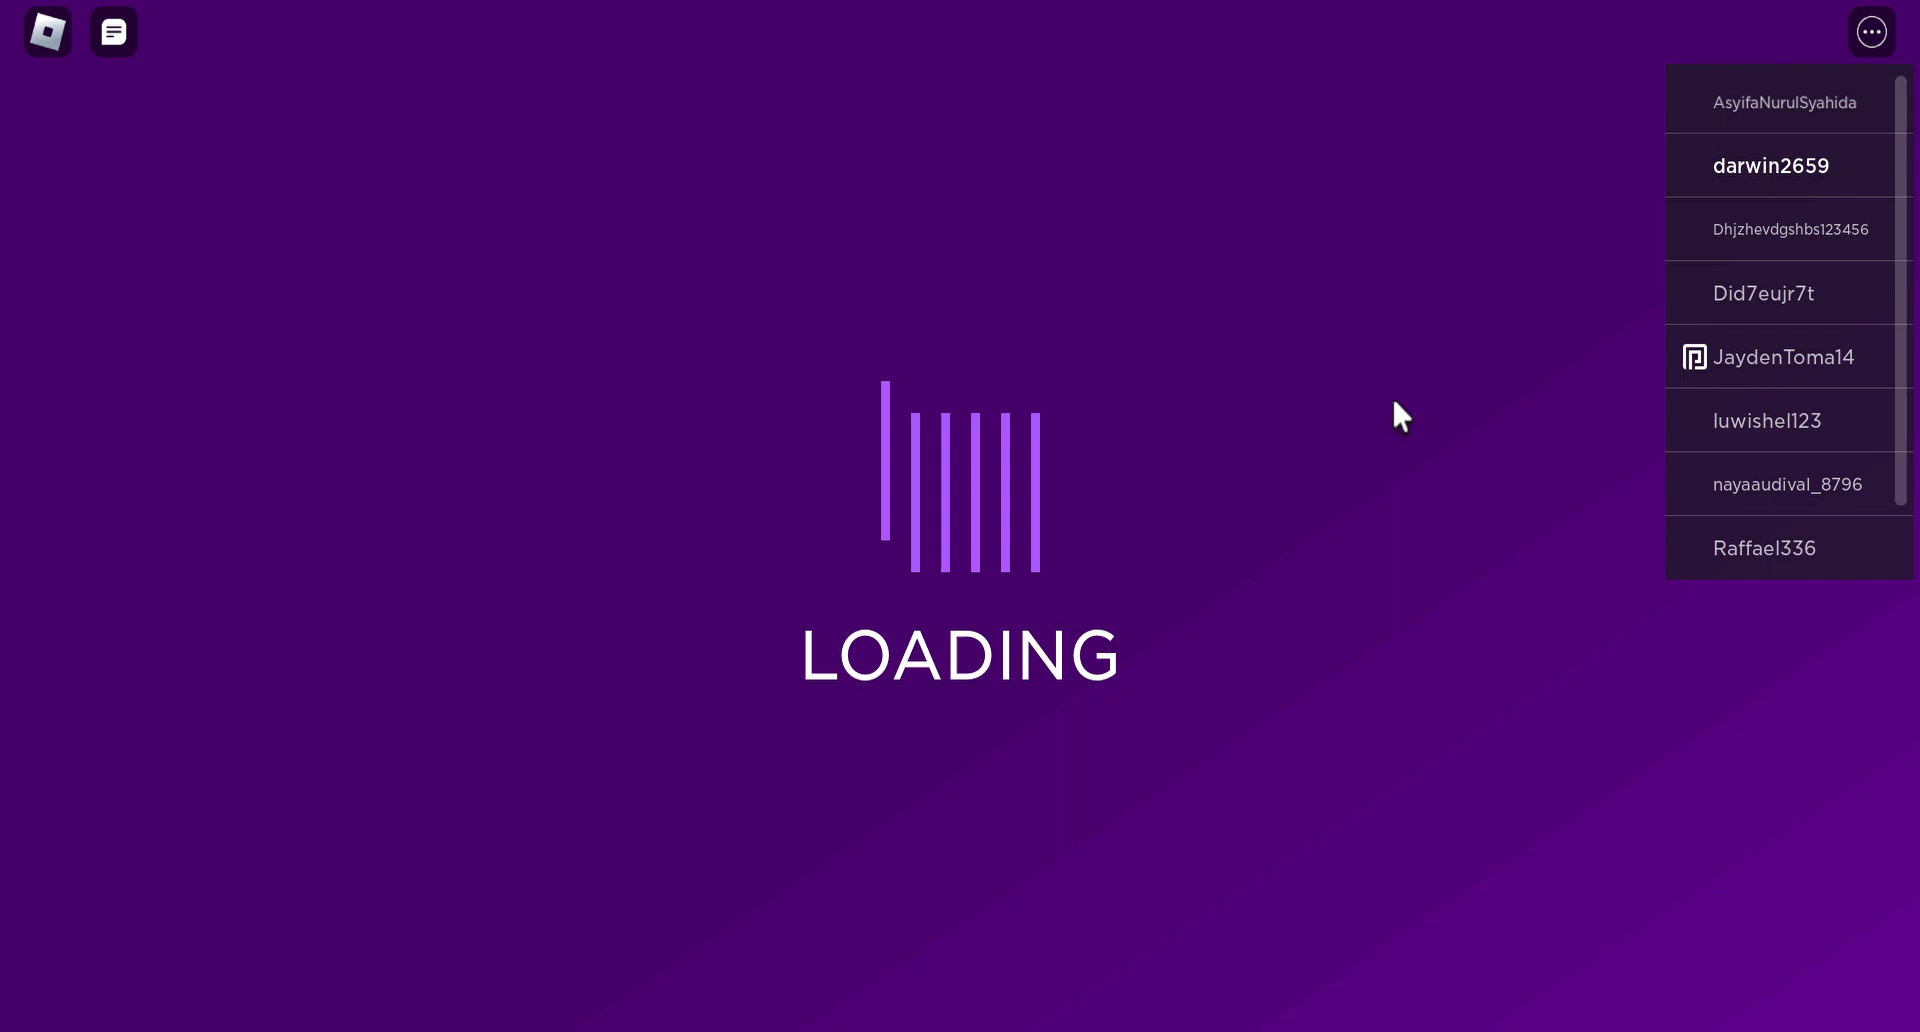 AsyifaNurulSyahida
darwin2659
Dhjzhevdgshbs123456
Did7eujr7t
JaydenToma14
luwishel123
nayaaudival_8796
Raffael336
LOADING